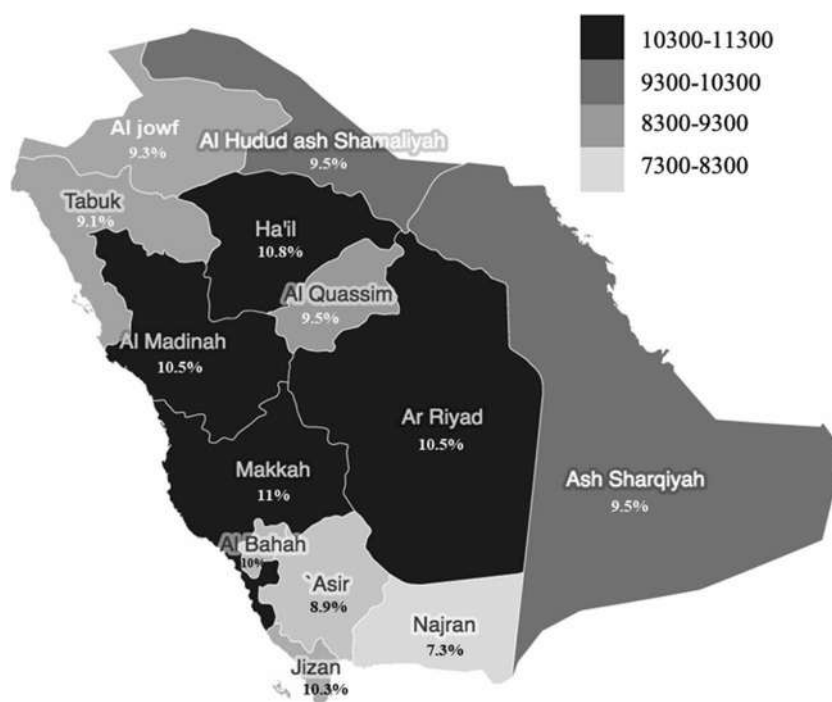 10300-11300
9300-10300
8300-9300
7300-8300
Al jowf
9.3%
Al Hudud ash Shamaliyah
9.5%
Tabuk
9.1%
Ha'il
10.8%
Al Quassim
9.5%
Al Madinah
10.5%
Ar Riyad
10.5%
Makkah
11%
Ash Sharqiyah
9.5%
Al Bahah
10%
`Asir
8.9%
Najran
7.3%
Jizan
10.3%